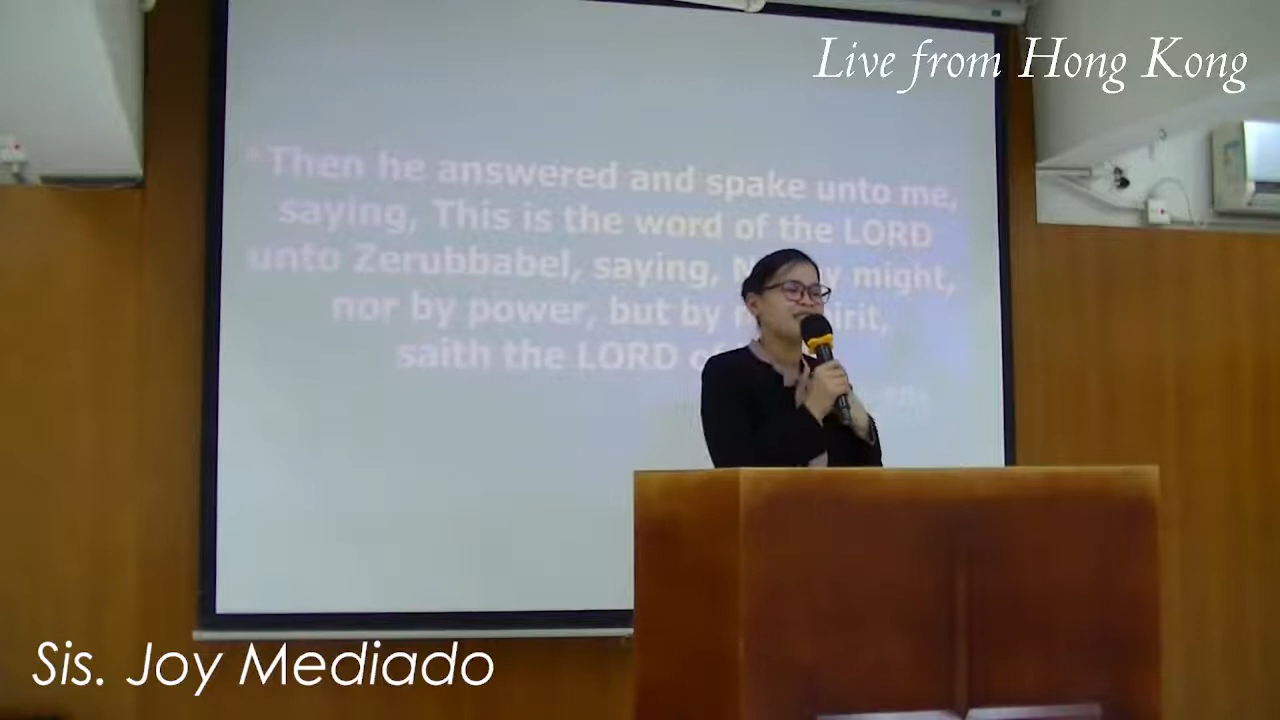 Live from Hong Kong
"Then he answered and spake unto me,
saying, This is the word of the LORD
unto Zerubbabel, saying, might,
nor by power, but by
saith the LORD
Sis. Joy Mediado